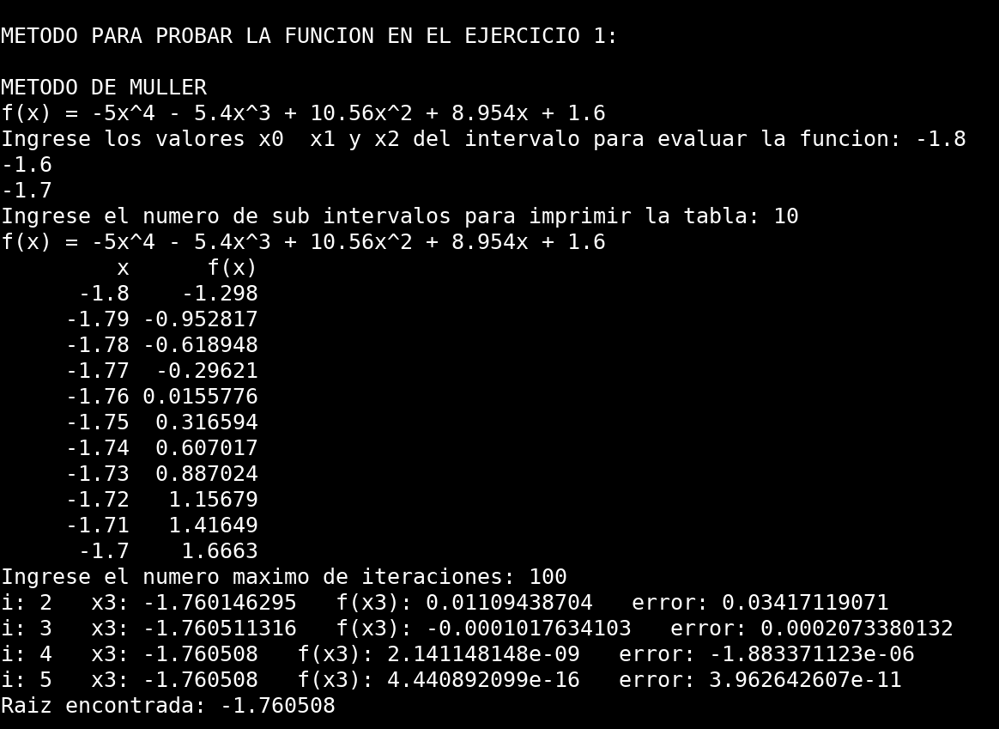 METODO PARA PROBAR LA FUNCION EN EL EJERCICIO 1:
METODO DE MULLER
f(x) = -5x^4 - 5.4x^3 + 10.56x^2 + 8.954x + 1.6
Ingrese los valores x0  x1 y x2 del intervalo para evaluar la funcion: -1.8
-1.6
-1.7
Ingrese el numero de sub intervalos para imprimir la tabla: 10
f(x) = -5x^4 - 5.4x^3 + 10.56x^2 + 8.954x + 1.6
x      f(x)
-1.8    -1.298
-1.79 -0.952817
-1.78 -0.618948
-1.77  -0.29621
-1.76 0.0155776
-1.75  0.316594
-1.74  0.607017
-1.73  0.887024
-1.72   1.15679
-1.71   1.41649
-1.7    1.6663
Ingrese el numero maximo de iteraciones: 100
i: 2   x3: -1.760146295   f(x3): 0.01109438704   error: 0.03417119071
i: 3   x3: -1.760511316   f(x3): -0.0001017634103   error: 0.0002073380132
i: 4   x3: -1.760508   f(x3): 2.141148148e-09   error: -1.883371123e-06
i: 5   x3: -1.760508   f(x3): 4.440892099e-16   error: 3.962642607e-11
Raiz encontrada: -1.760508